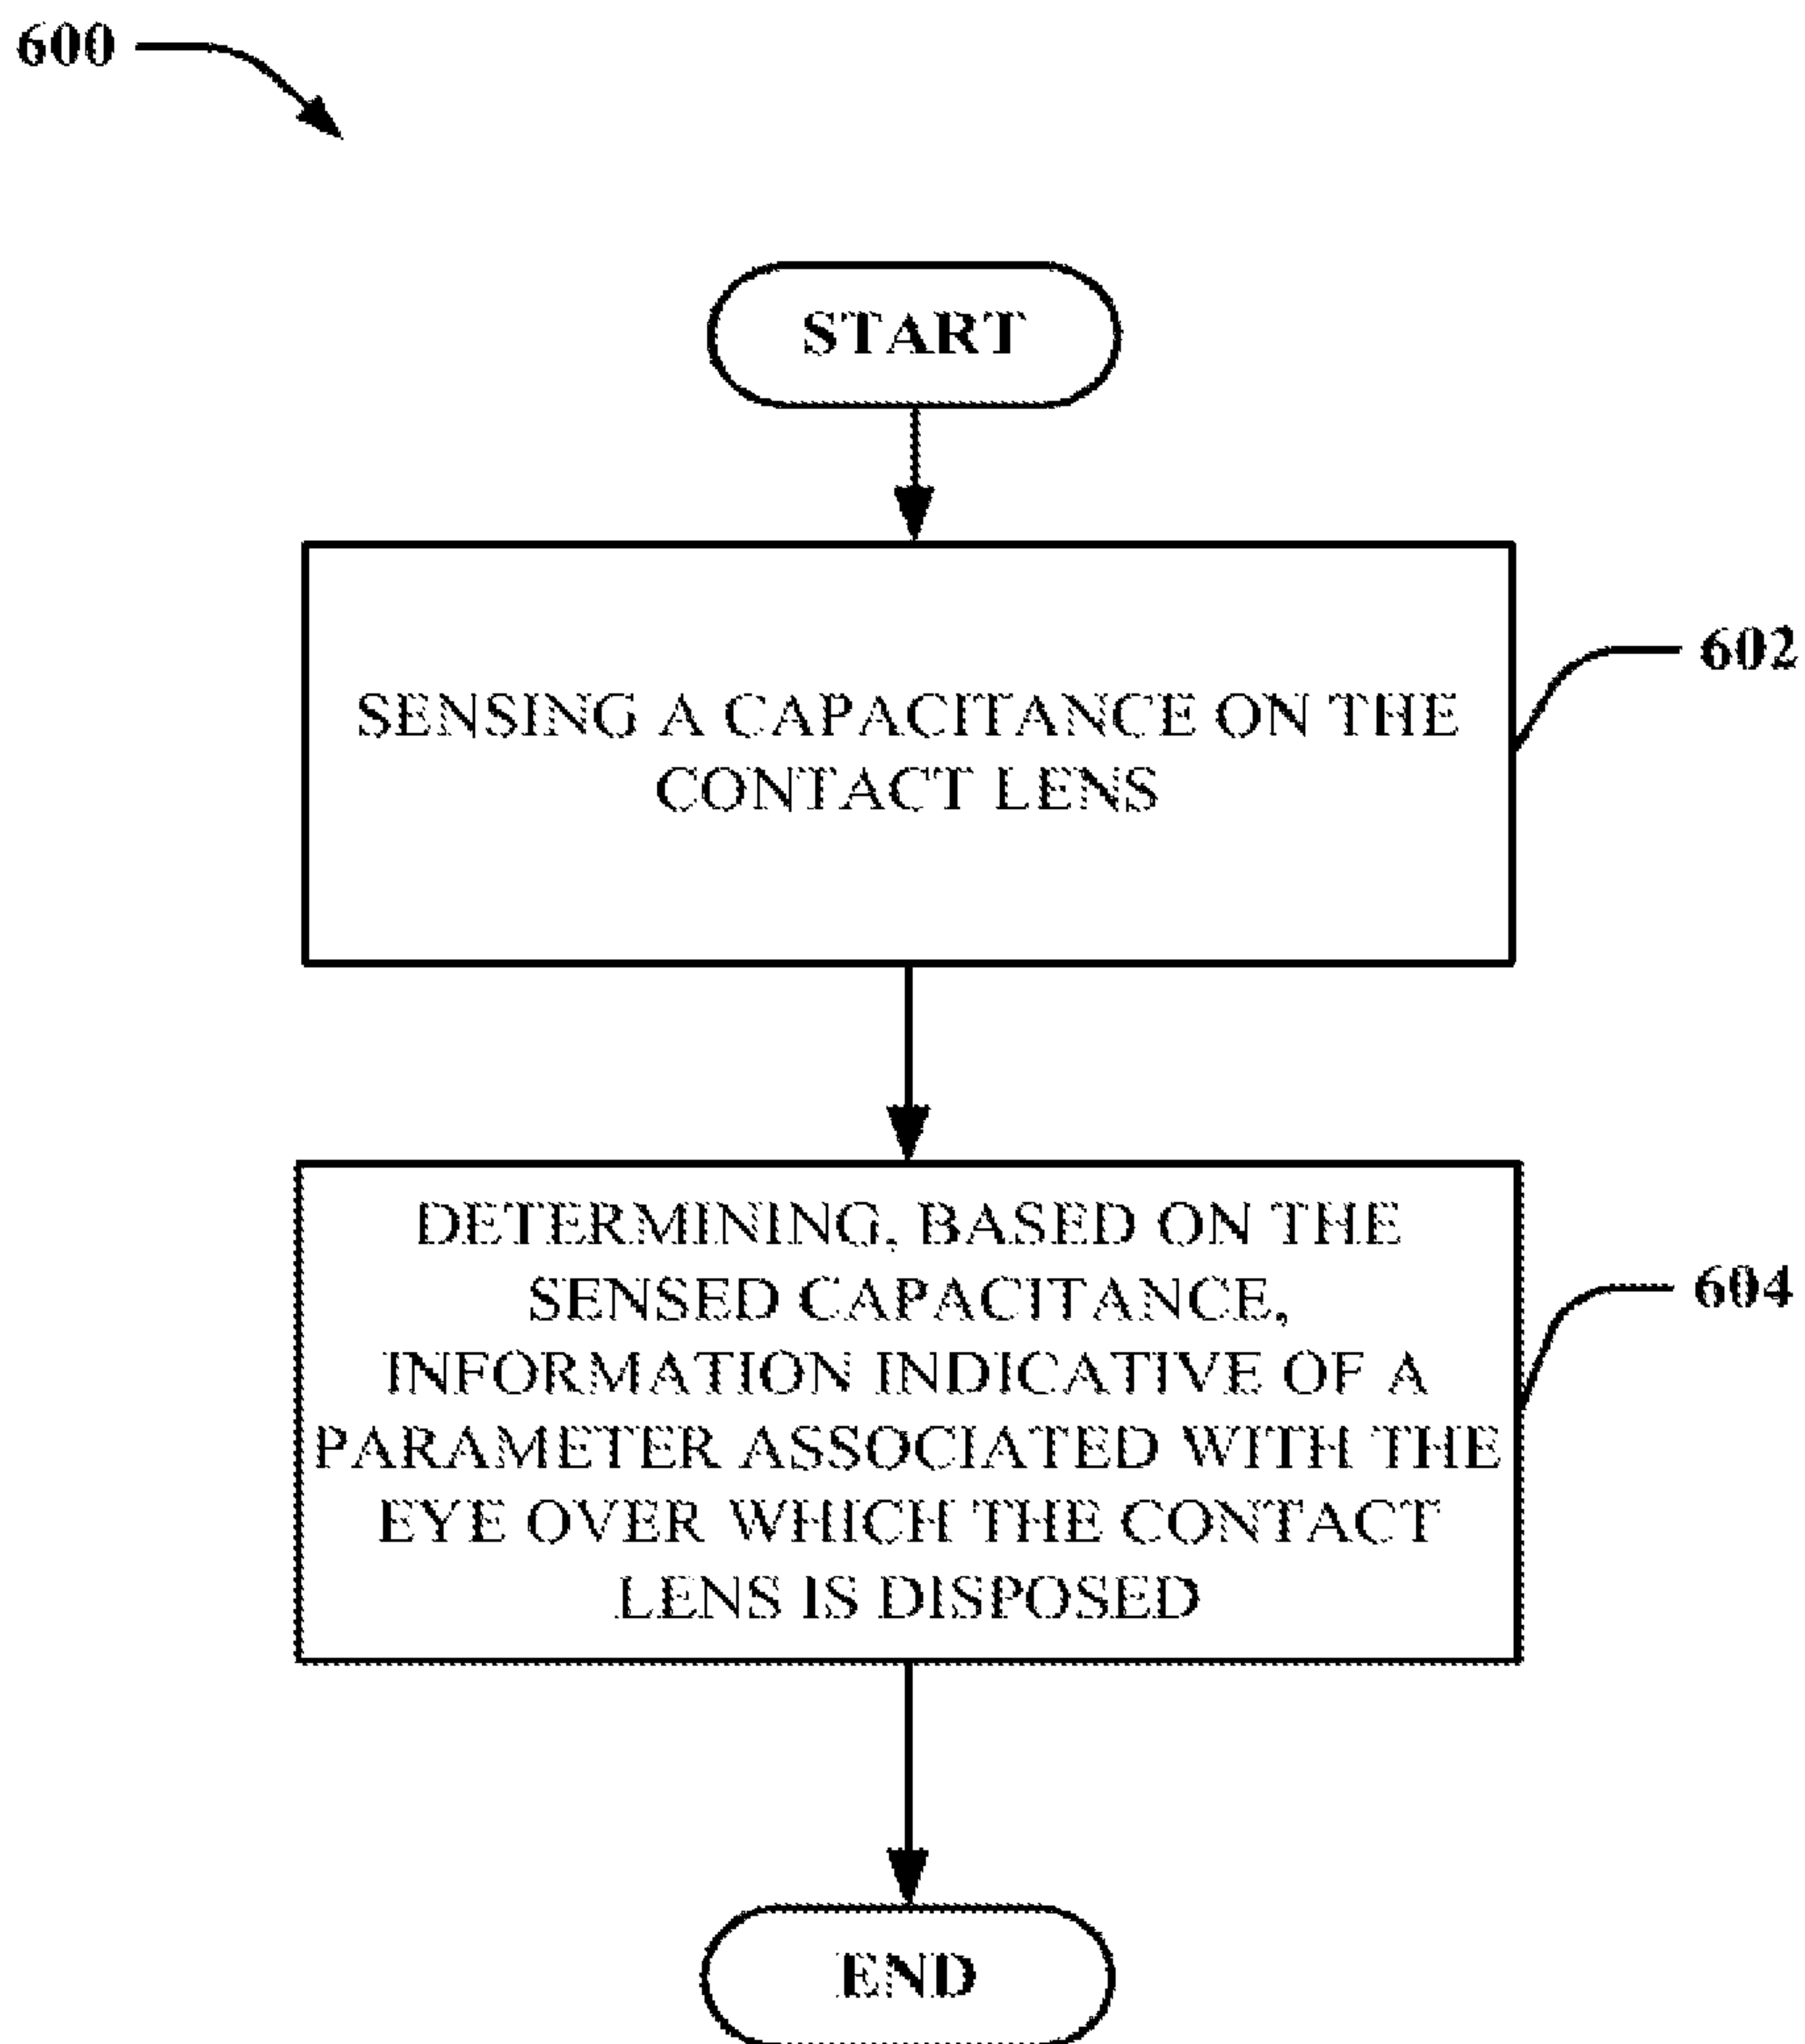 600
START
SENSING A CAPACITANCE ON THE
CONTACT LENS
602
DETERMINING, BASED ON THE
SENSED CAPACITANCE,
INFORMATION INDICATIVE OF A
PARAMETER ASSOCIATED WITH THE
EYE OVER WHICH THE CONTACT
LENS IS DISPOSED
604
END